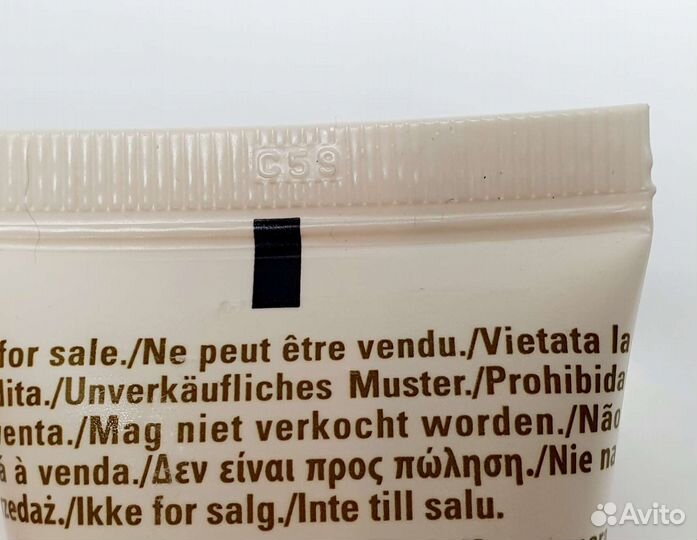 C59
for sale./Ne peut être vendu./Vietata la
dita./Unverkäufliches Muster./Prohibida
venta./Mag niet verkocht worden./Não
à venda./Δεν είναι προς πώληση./Nie na
zedaż./Ikke for salg./Inte till salu.
Avito